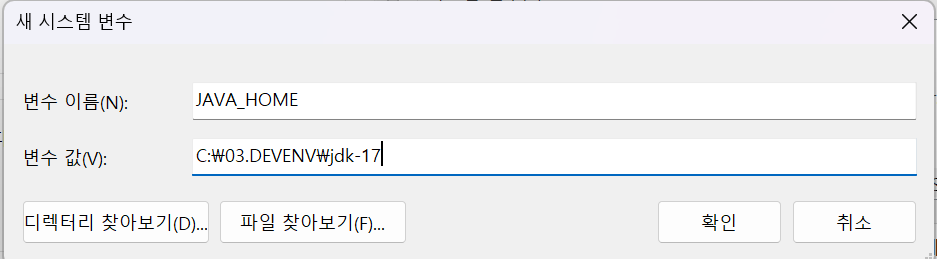 새 시스템 변수
변수 이름(N):
JAVA_HOME
변수 값(V):
C:₩03.DEVENV₩jdk-17
디렉터리 찾아보기(D)...
파일 찾아보기(F)...
확인
취소